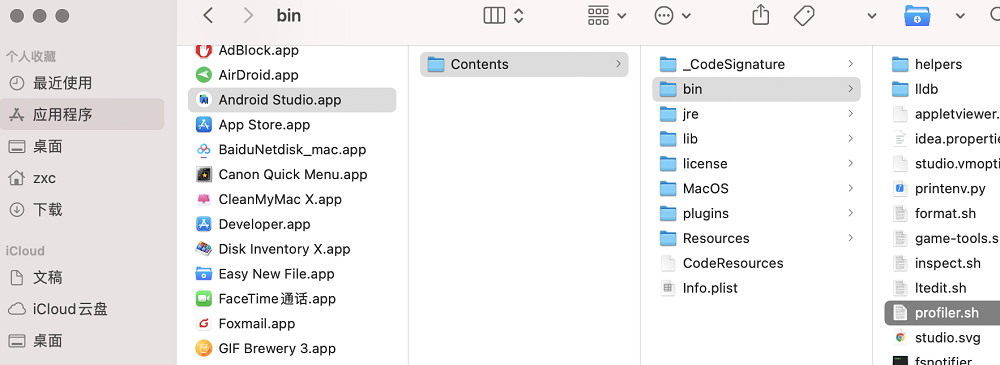 bin
个人收藏
最近使用
应用程序
桌面
zxc
下载
iCloud
文稿
iCloud云盘
桌面
AdBlock.app
AirDroid.app
Android Studio.app
App Store.app
BaiduNetdisk_mac.app
Canon Quick Menu.app
CleanMyMac X.app
Developer.app
Disk Inventory X.app
Easy New File.app
FaceTime通话.app
Foxmail.app
GIF Brewery 3.app
Contents
_CodeSignature
bin
jre
lib
license
MacOS
plugins
Resources
CodeResources
Info.plist
helpers
lldb
appletviewer.
idea.properti
studio.vmopti
printenv.py
format.sh
game-tools.s
inspect.sh
ltedit.sh
profiler.sh
studio.svg
fsnotifier